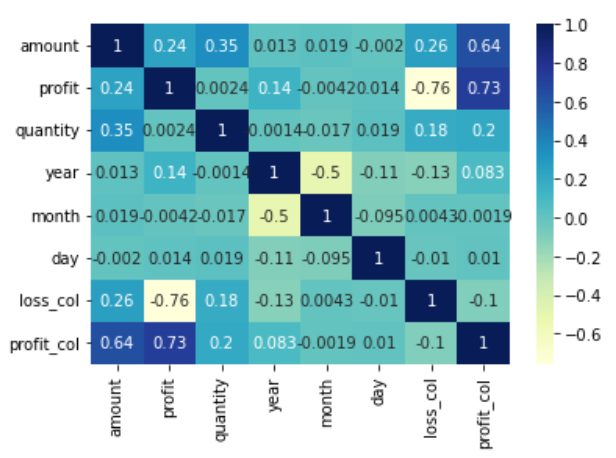 amount 1 0.24 0.35 0.013 0.019 -0.002 0.26 0.64
profit 0.24 1 0.0024 0.14 -0.0042 0.014 -0.76 0.73
quantity 0.35 0.0024 1 -0.0014 -0.017 0.019 0.18 0.2
year 0.013 0.14 -0.0014 1 -0.5 -0.11 -0.13 0.083
month 0.019 -0.0042 -0.017 -0.5 1 -0.095 0.0043 -0.0019
day -0.002 0.014 0.019 -0.11 -0.095 1 -0.01 0.01
loss_col 0.26 -0.76 0.18 -0.13 0.0043 -0.01 1 -0.1
profit_col 0.64 0.73 0.2 0.083 -0.0019 0.01 -0.1 1
amount profit quantity year month day loss_col profit_col
1.0
0.8
0.6
0.4
0.2
0.0
−0.2
−0.4
−0.6